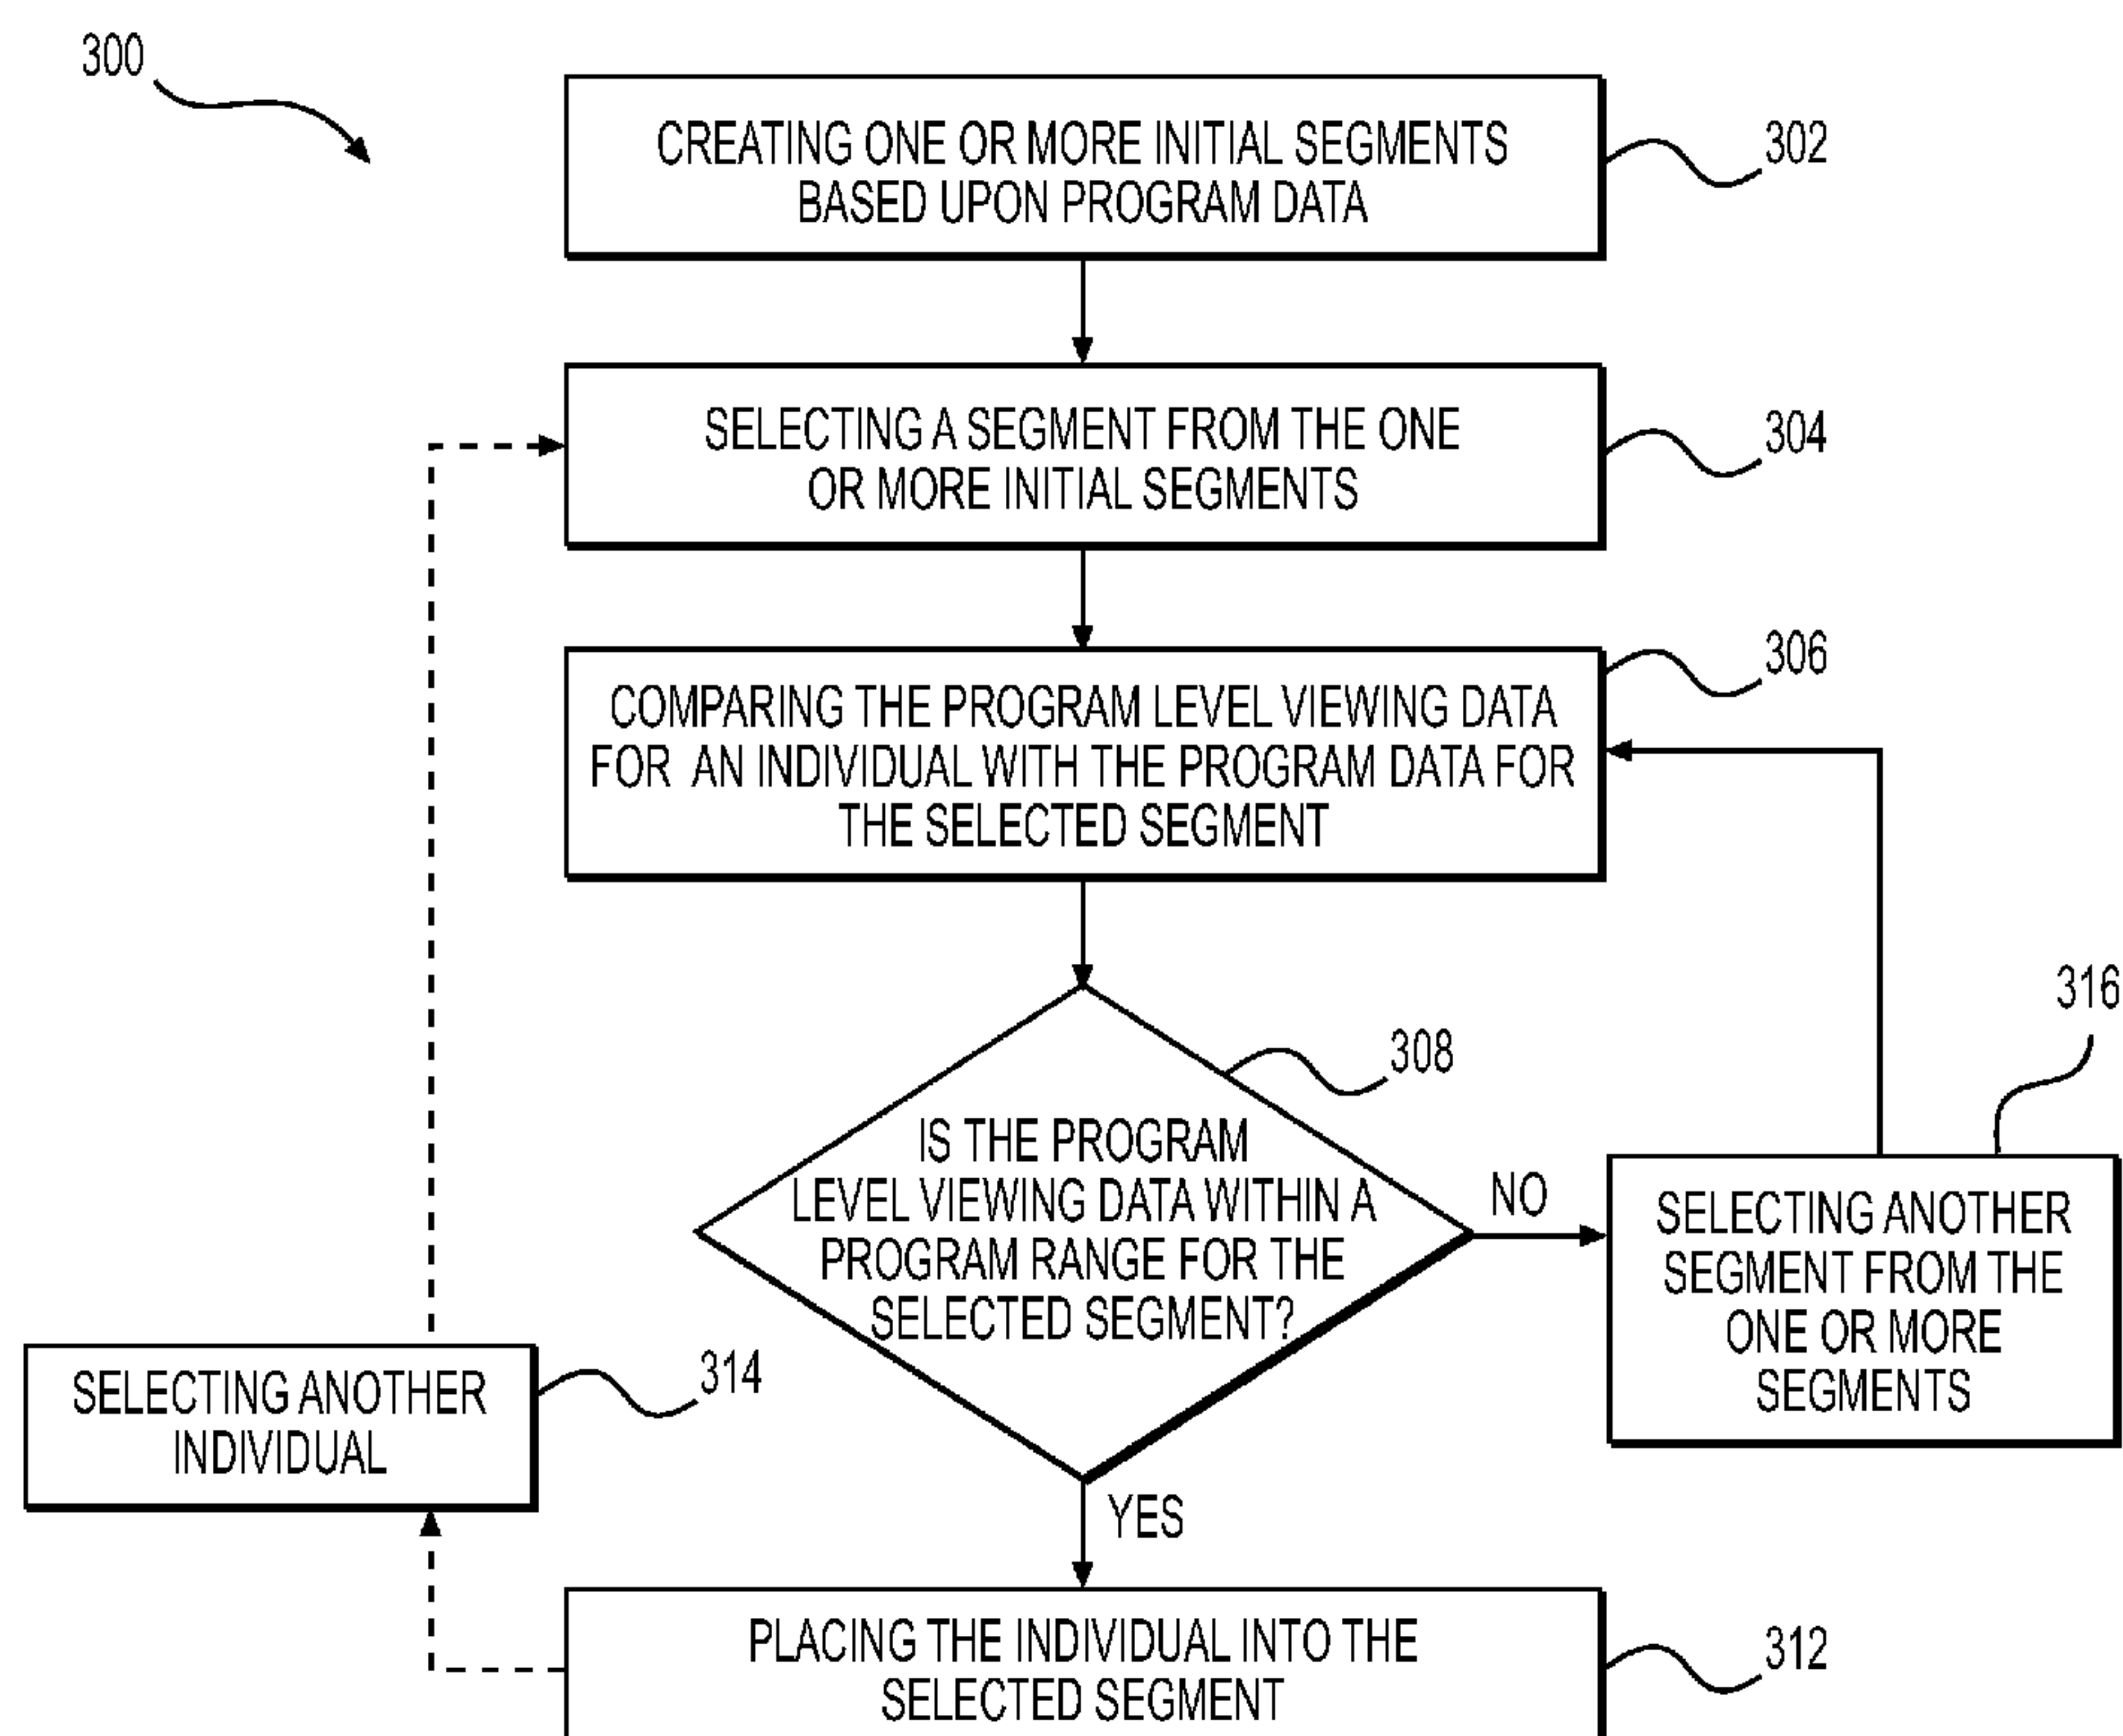 300
CREATING ONE OR MORE INITIAL SEGMENTS
BASED UPON PROGRAM DATA
302
SELECTING A SEGMENT FROM THE ONE
OR MORE INITIAL SEGMENTS
304
COMPARING THE PROGRAM LEVEL VIEWING DATA
FOR AN INDIVIDUAL WITH THE PROGRAM DATA FOR
THE SELECTED SEGMENT
306
IS THE PROGRAM
LEVEL VIEWING DATA WITHIN A
PROGRAM RANGE FOR THE
SELECTED SEGMENT?
308
NO
SELECTING ANOTHER
SEGMENT FROM THE
ONE OR MORE
SEGMENTS
316
YES
SELECTING ANOTHER
INDIVIDUAL
314
PLACING THE INDIVIDUAL INTO THE
SELECTED SEGMENT
312